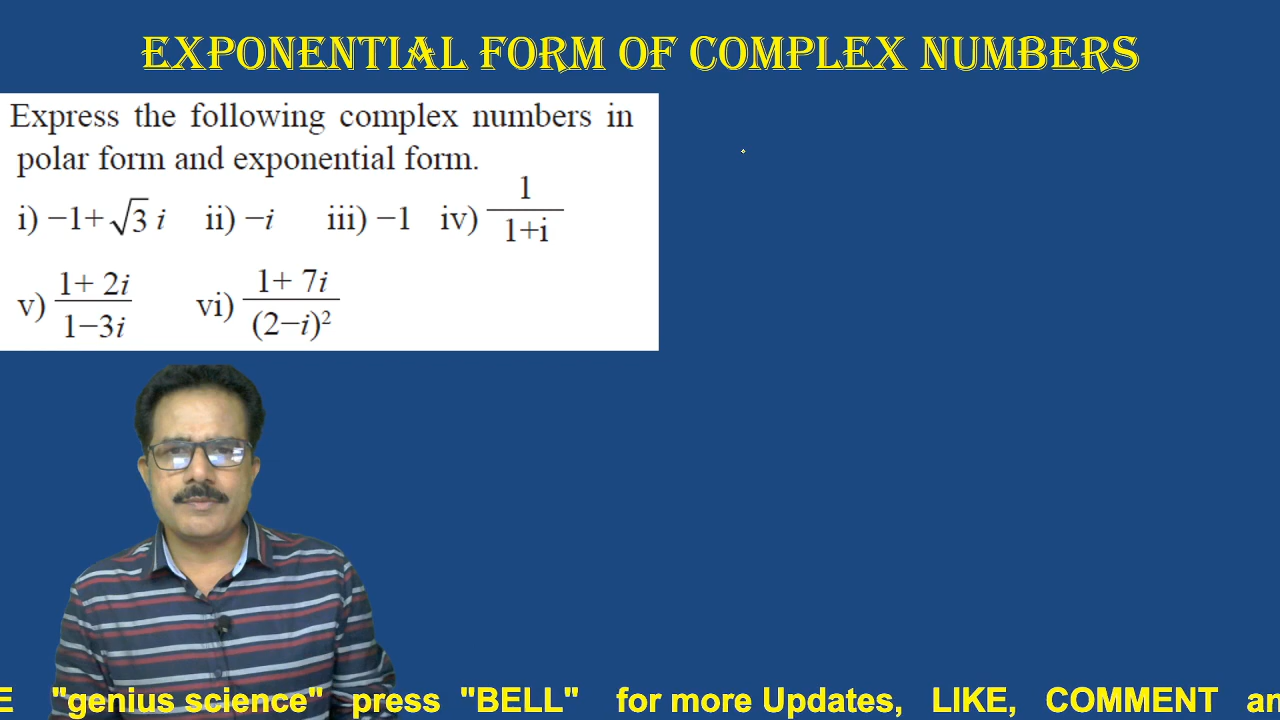 EXPONENTIAL FORM OF COMPLEX NUMBERS
Express the following complex numbers in
polar form and exponential form.
i) −1+√3 i ii) −i iii) −1 iv) 1/(1+i)
v) (1+ 2i)/(1−3i) vi) (1+ 7i)/(2−i)²
E "genius science" press "BELL" for more Updates, LIKE, COMMENT an